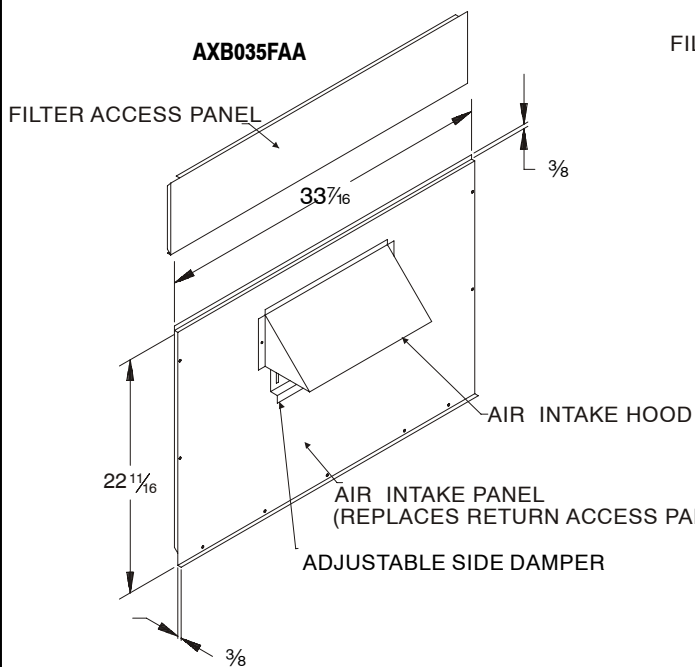 AXB035FAA
FIL
FILTER ACCESS PANEL
3/8
33 7/16
AIR INTAKE HOOD
22 11/16
AIR INTAKE PANEL
(REPLACES RETURN ACCESS PA
ADJUSTABLE SIDE DAMPER
3/8